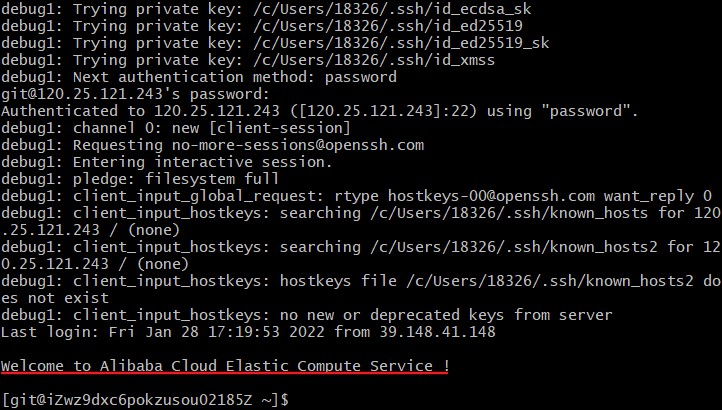 debug1: Trying private key: /c/Users/18326/.ssh/id_ecdsa_sk
debug1: Trying private key: /c/Users/18326/.ssh/id_ed25519
debug1: Trying private key: /c/Users/18326/.ssh/id_ed25519_sk
debug1: Trying private key: /c/Users/18326/.ssh/id_xmss
debug1: Next authentication method: password
git@120.25.121.243's password:
Authenticated to 120.25.121.243 ([120.25.121.243]:22) using "password".
debug1: channel 0: new [client-session]
debug1: Requesting no-more-sessions@openssh.com
debug1: Entering interactive session.
debug1: pledge: filesystem full
debug1: client_input_global_request: rtype hostkeys-00@openssh.com want_reply 0
debug1: client_input_hostkeys: searching /c/Users/18326/.ssh/known_hosts for 120
.25.121.243 / (none)
debug1: client_input_hostkeys: searching /c/Users/18326/.ssh/known_hosts2 for 12
0.25.121.243 / (none)
debug1: client_input_hostkeys: hostkeys file /c/Users/18326/.ssh/known_hosts2 do
es not exist
debug1: client_input_hostkeys: no new or deprecated keys from server
Last login: Fri Jan 28 17:19:53 2022 from 39.148.41.148
Welcome to Alibaba Cloud Elastic Compute Service !
[git@iZwz9dxc6pokzusou02185Z ~]$